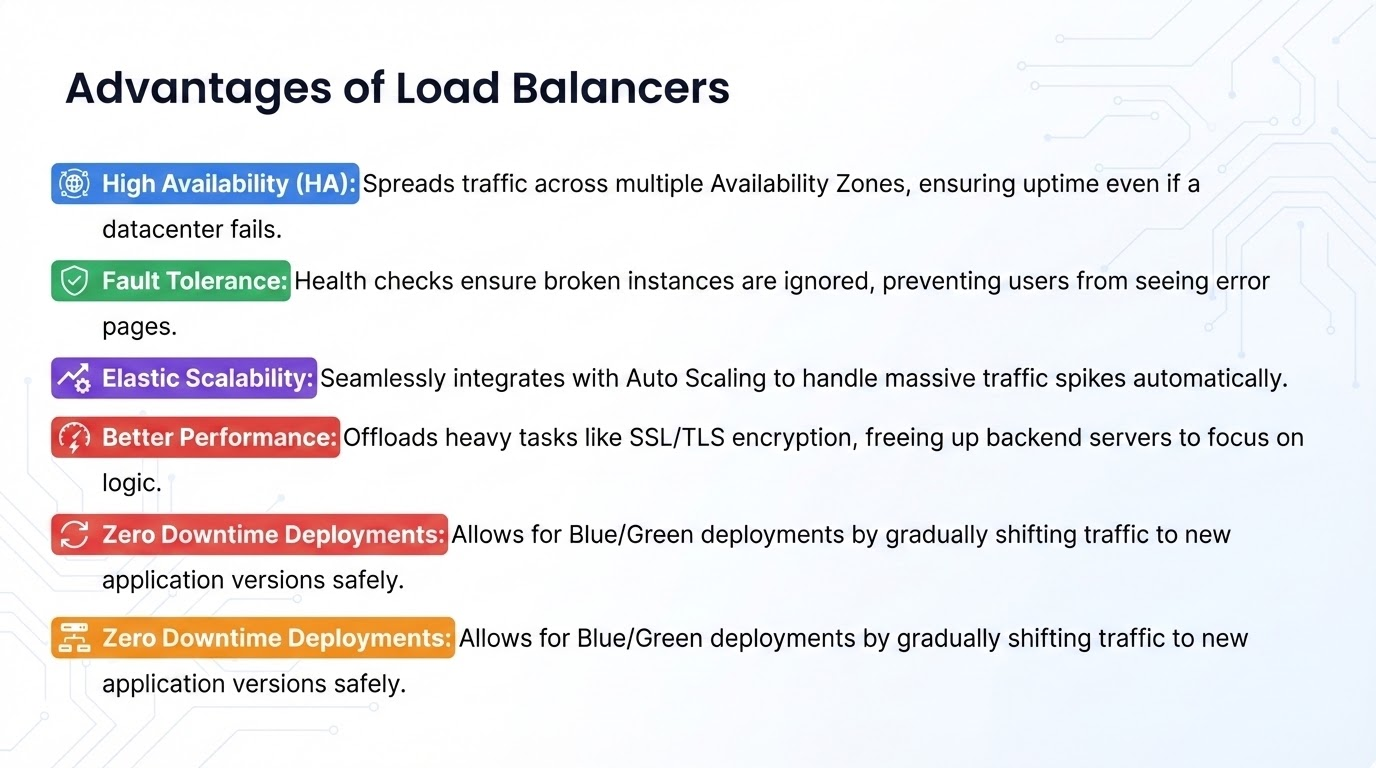 Advantages of Load Balancers
High Availability (HA): Spreads traffic across multiple Availability Zones, ensuring uptime even if a
datacenter fails.
Fault Tolerance: Health checks ensure broken instances are ignored, preventing users from seeing error
pages.
Elastic Scalability: Seamlessly integrates with Auto Scaling to handle massive traffic spikes automatically.
Better Performance: Offloads heavy tasks like SSL/TLS encryption, freeing up backend servers to focus on
logic.
Zero Downtime Deployments: Allows for Blue/Green deployments by gradually shifting traffic to new
application versions safely.
Zero Downtime Deployments: Allows for Blue/Green deployments by gradually shifting traffic to new
application versions safely.